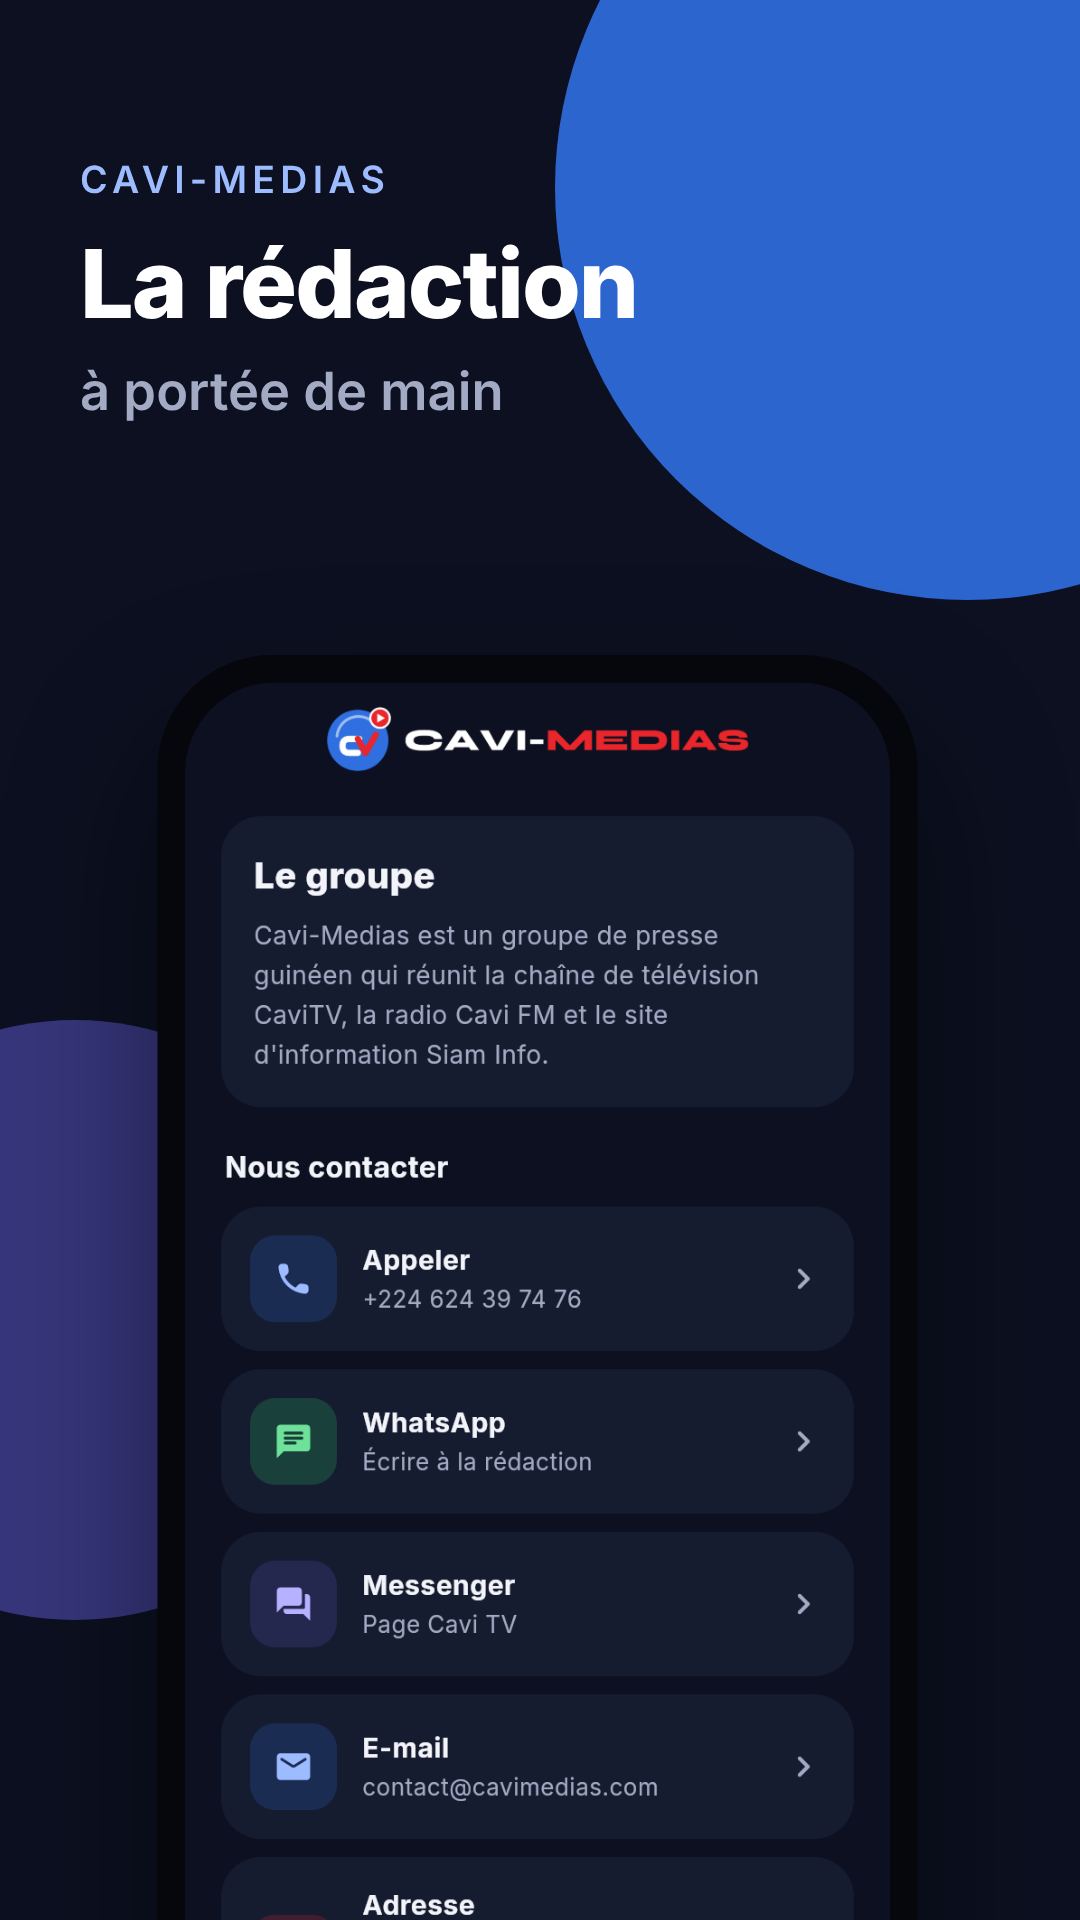 CAVI-MEDIAS
La rédaction
à portée de main
CV CAVI-MEDIAS
Le groupe
Cavi-Medias est un groupe de presse
guinéen qui réunit la chaîne de télévision
CaviTV, la radio Cavi FM et le site
d'information Siam Info.
Nous contacter
Appeler
+224 624 39 74 76
WhatsApp
Écrire à la rédaction
Messenger
Page Cavi TV
E-mail
contact@cavimedias.com
Adresse